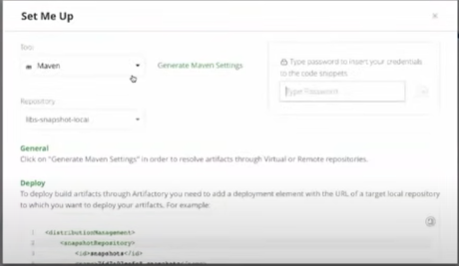 Set Me Up
×
Tool
Maven
Generate Maven Settings
Type password to insert your credentials
to the code snippets
Type Password
Repository
libs-snapshot-local
General
Click on "Generate Maven Settings" in order to resolve artifacts through Virtual or Remote repositories.
Deploy
To deploy build artifacts through Artifactory you need to add a deployment element with the URL of a target local repository
to which you want to deploy your artifacts. For example:
1 <distributionManagement>
2 <snapshotRepository>
3 <id>snapshots</id>